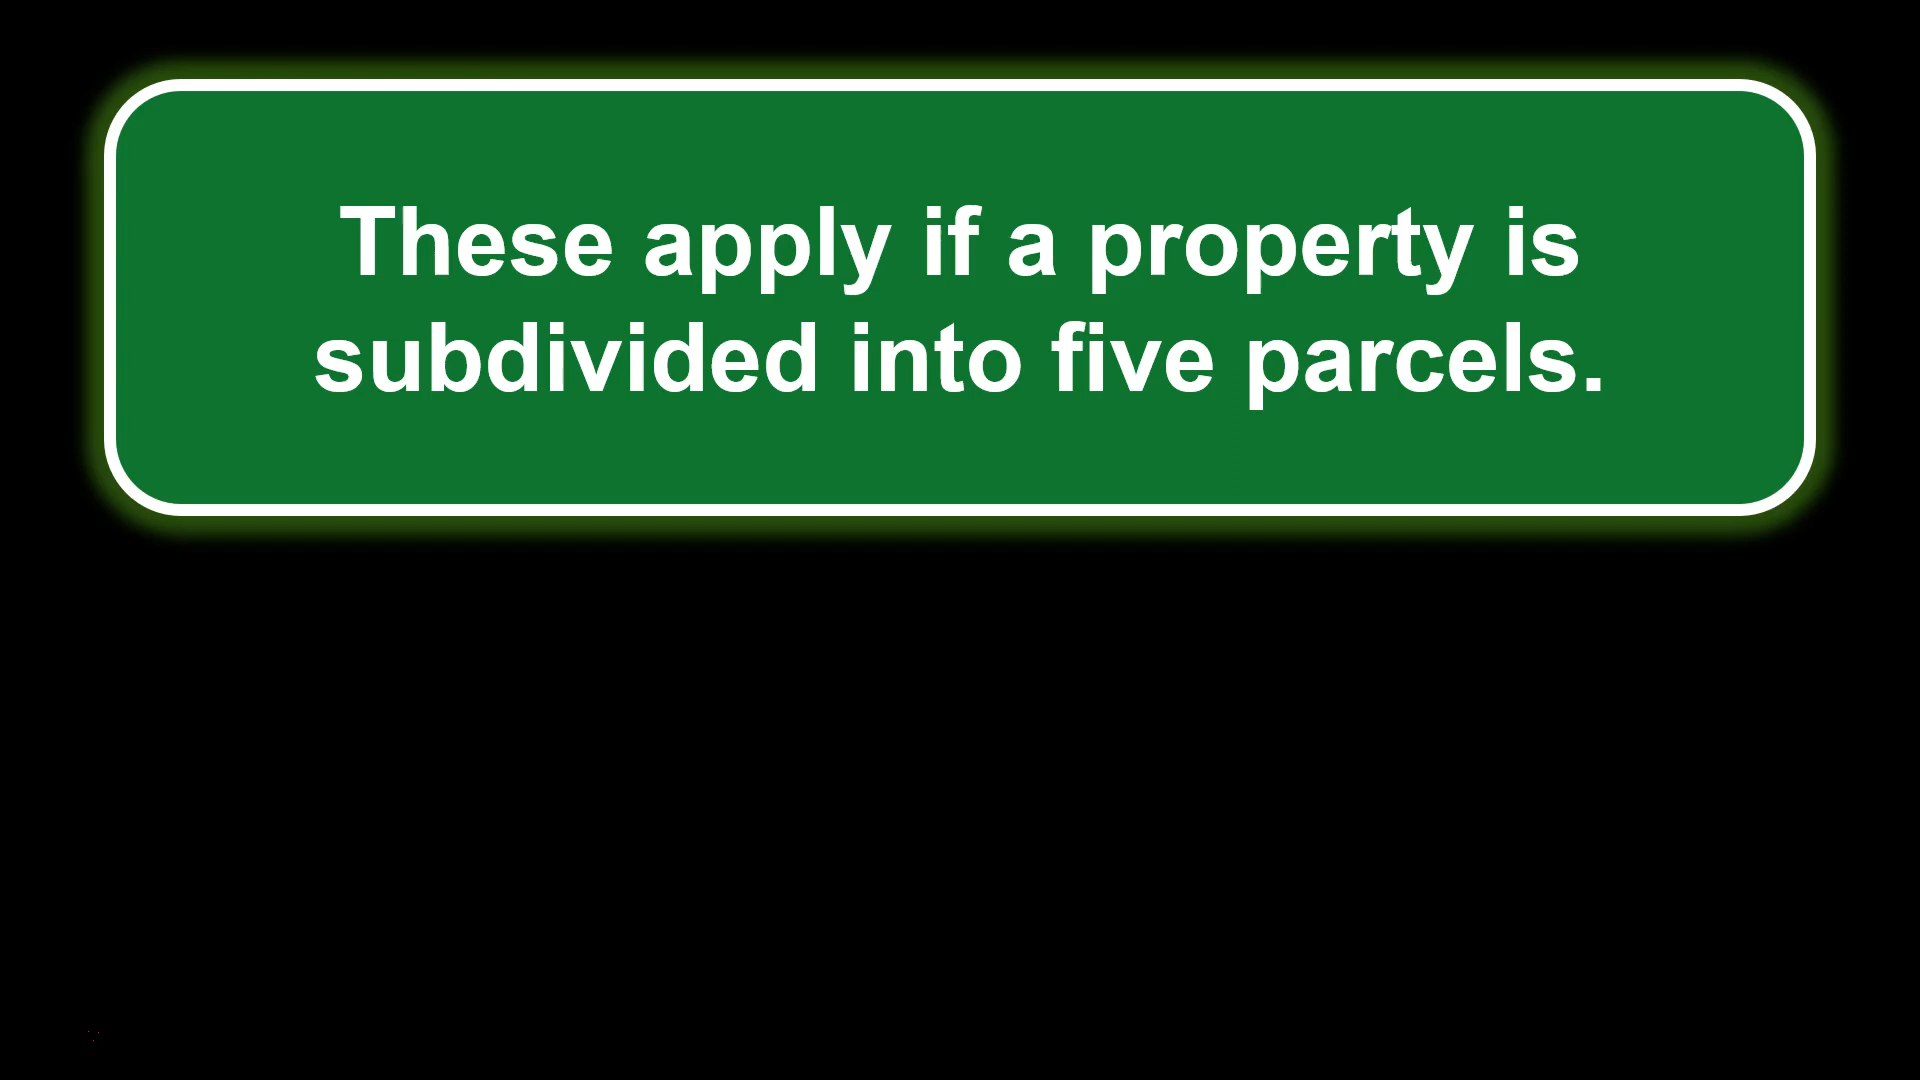 These apply if a property is
subdivided into five parcels.